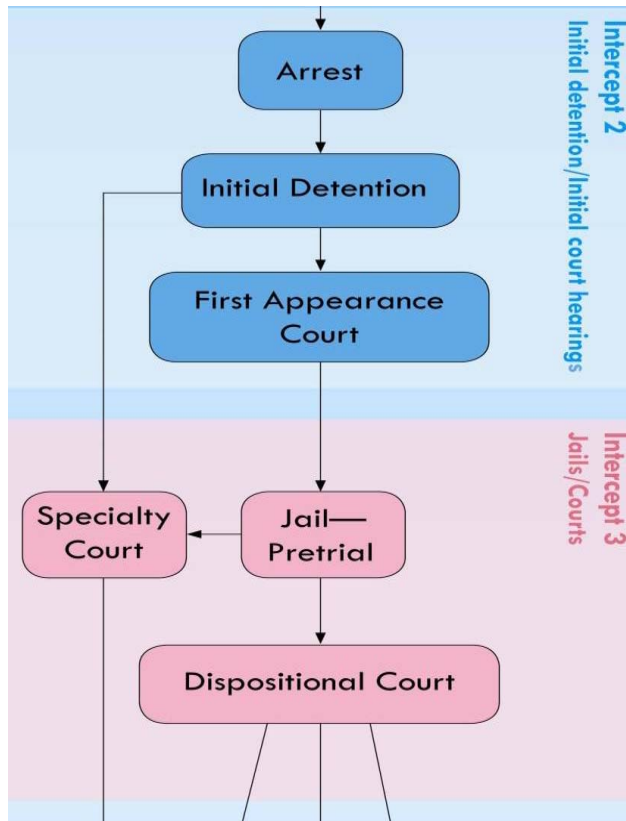 Intercept 2
Initial detention/Initial court hearings
Arrest
Initial Detention
First Appearance
Court
Intercept 3
Jails/Courts
Specialty
Court
Jail—
Pretrial
Dispositional Court